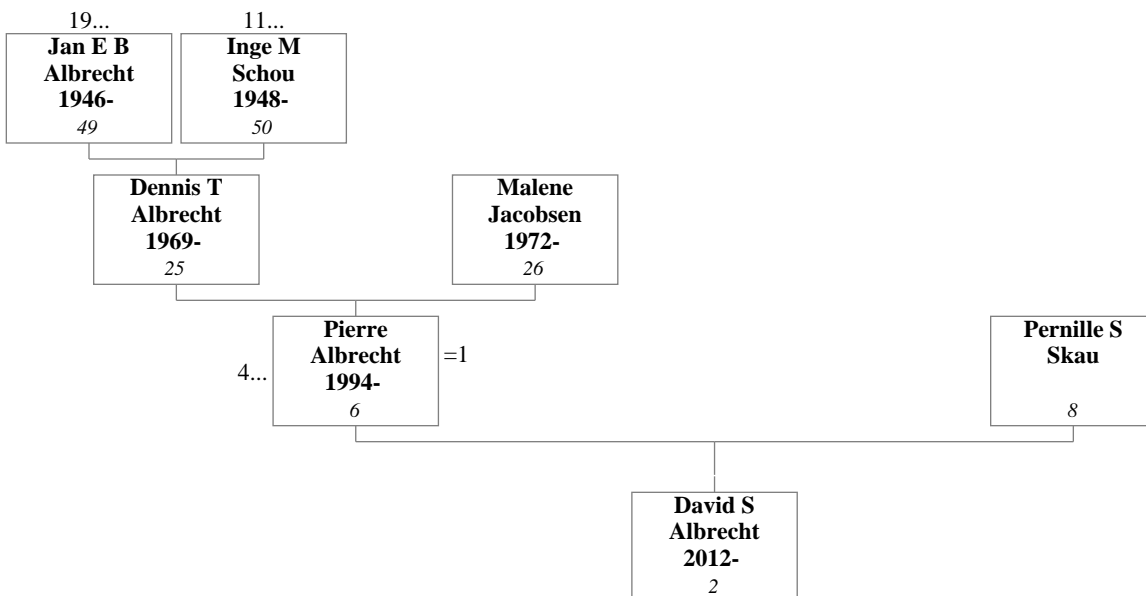 19...
11...
Jan E B
Albrecht
1946-
49
Inge M
Schou
1948-
50
Dennis T
Albrecht
1969-
25
Malene
Jacobsen
1972-
26
4...
Pierre
Albrecht
1994-
6
=1
Pernille S
Skau
8
David S
Albrecht
2012-
2